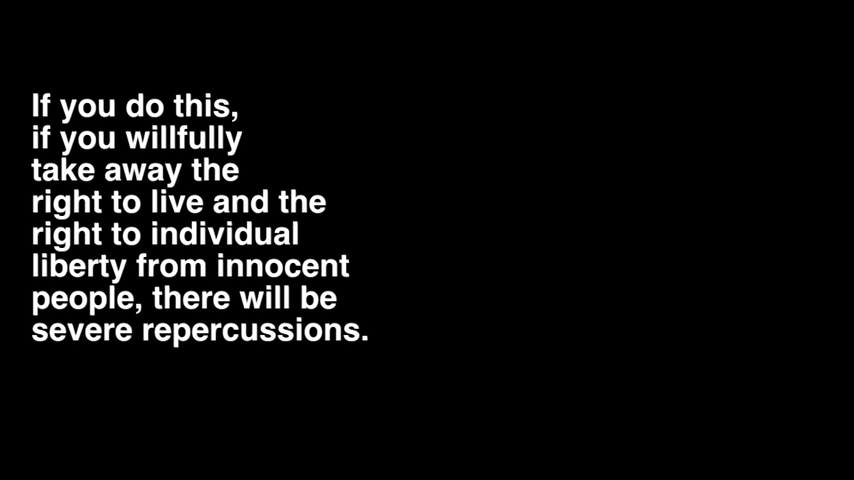 If you do this,
if you willfully
take away the
right to live and the
right to individual
liberty from innocent
people, there will be
severe repercussions.